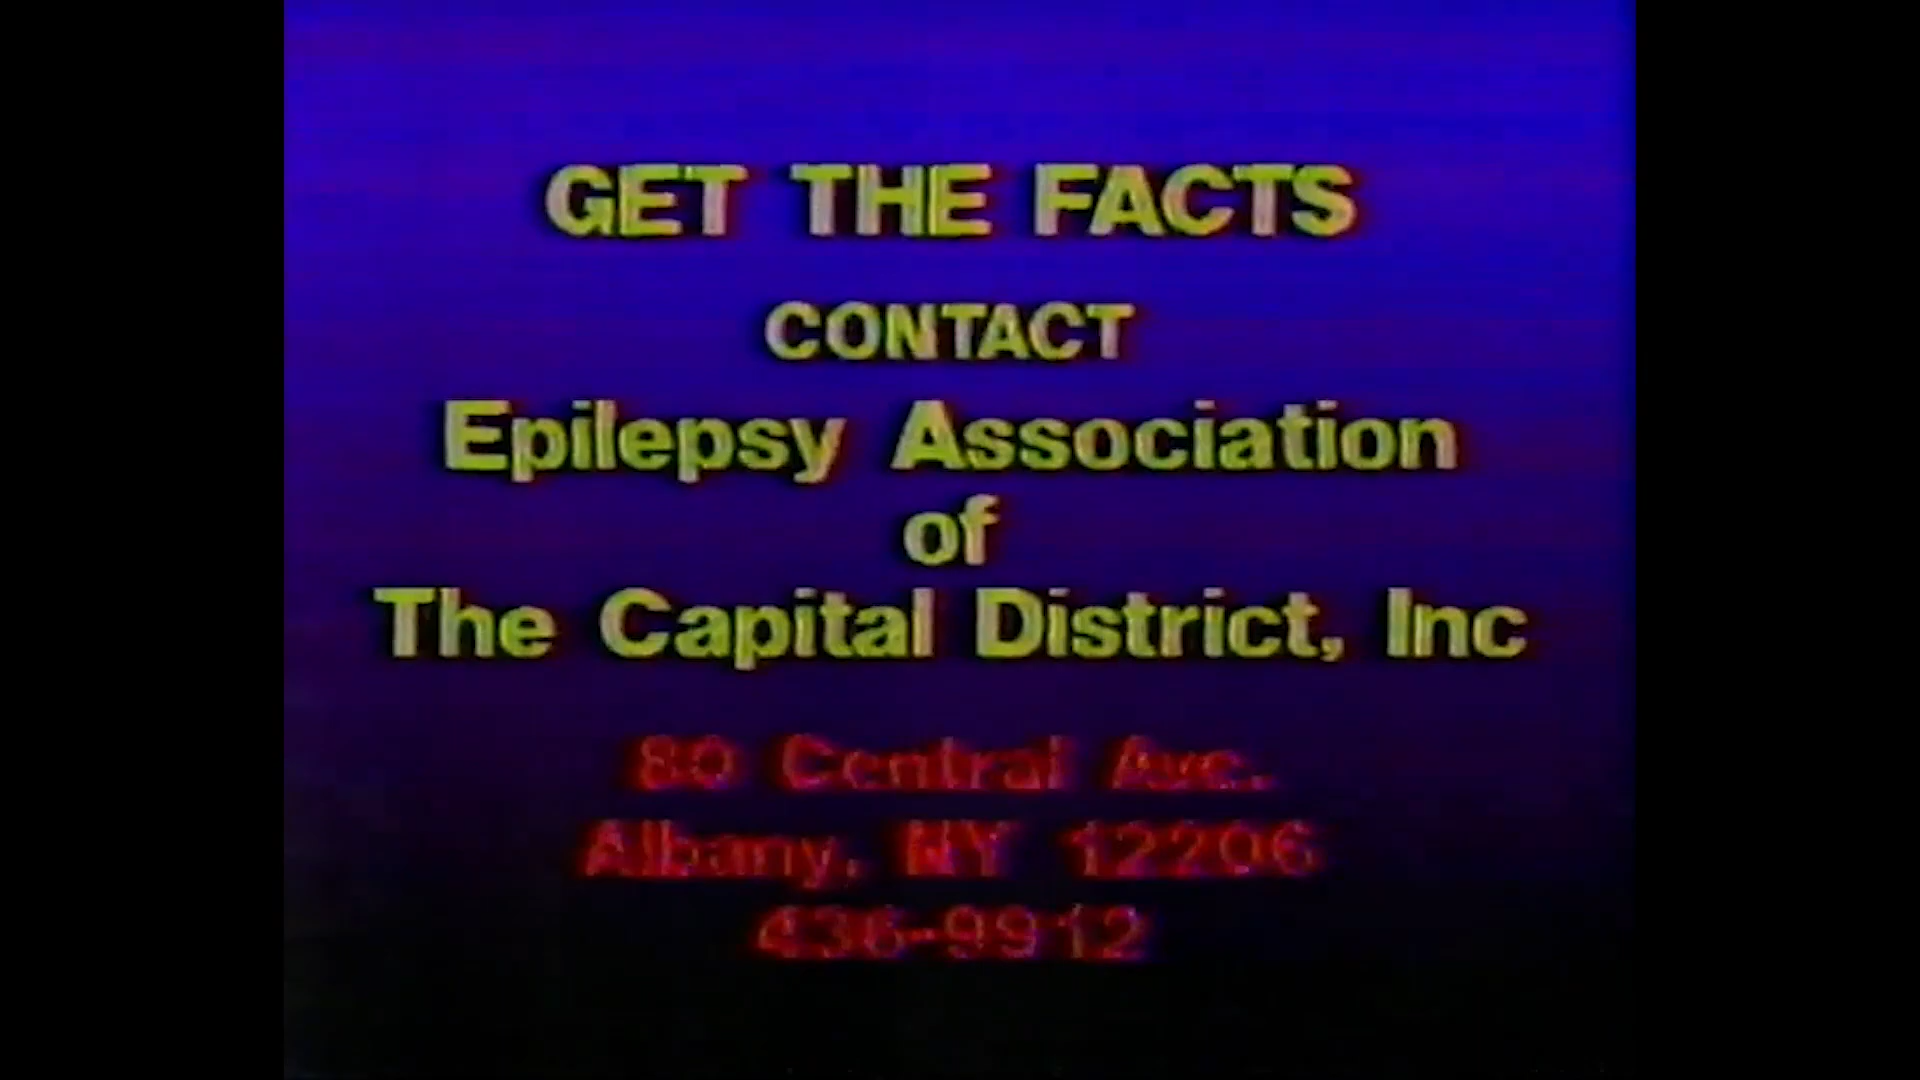 GET THE FACTS
CONTACT
Epilepsy Association
of
The Capital District, Inc
80 Central Ave.
Albany, NY 12206
436-9912